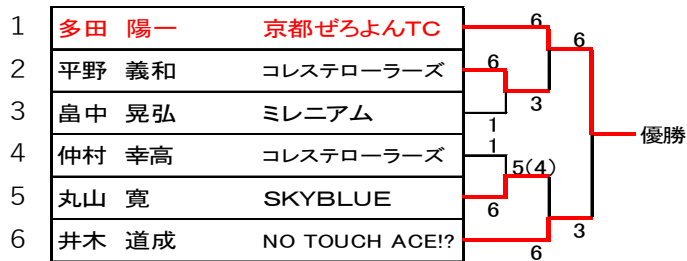 1 多田 陽一 京都ぜろよんTC
2 平野 義和 コレステローラーズ
3 畠中 晃弘 ミレニアム
4 仲村 幸高 コレステローラーズ
5 丸山 寛 SKYBLUE
6 井木 道成 NO TOUCH ACE!?
6
6
6
3
1
1
5(4)
6
3
6
優勝